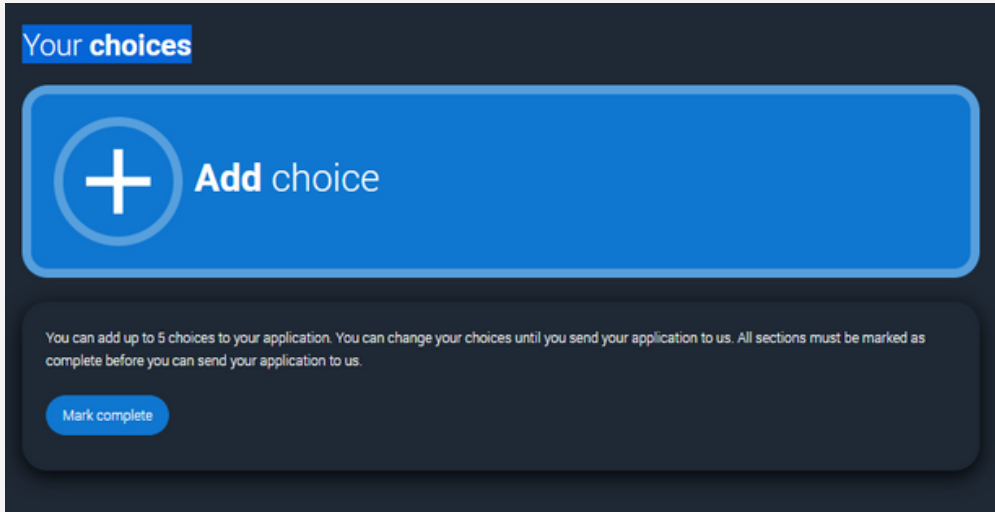 Your choices
Add choice
You can add up to 5 choices to your application. You can change your choices until you send your application to us. All sections must be marked as
complete before you can send your application to us.
Mark complete